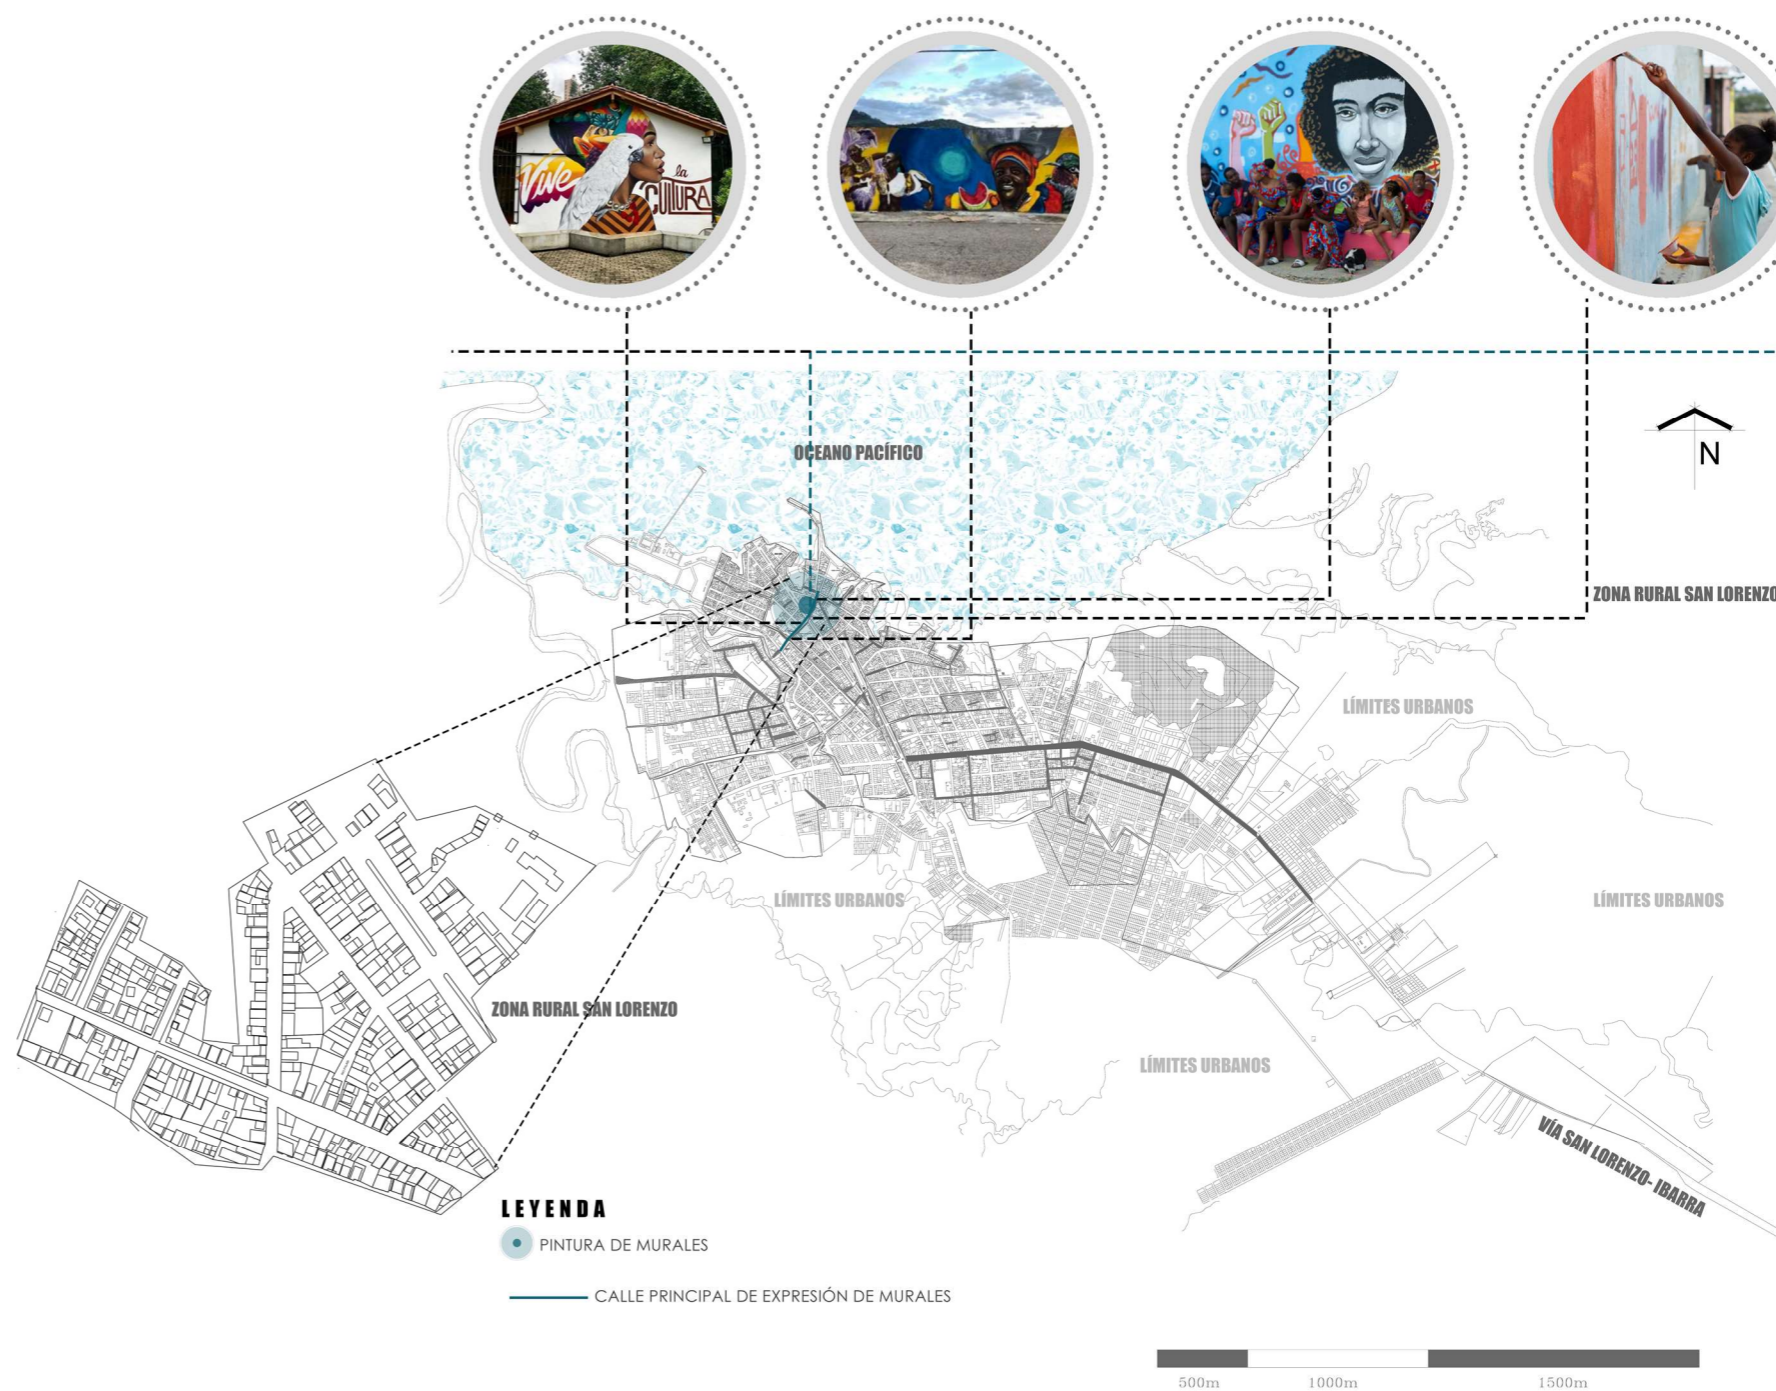 Vive
la
CULTURA
OCEANO PACÍFICO
N
ZONA RURAL SAN LORENZO
LÍMITES URBANOS
LÍMITES URBANOS
LÍMITES URBANOS
ZONA RURAL SAN LORENZO
LÍMITES URBANOS
VÍA SAN LORENZO- IBARRA
LEYENDA
PINTURA DE MURALES
CALLE PRINCIPAL DE EXPRESIÓN DE MURALES
500m 1000m 1500m